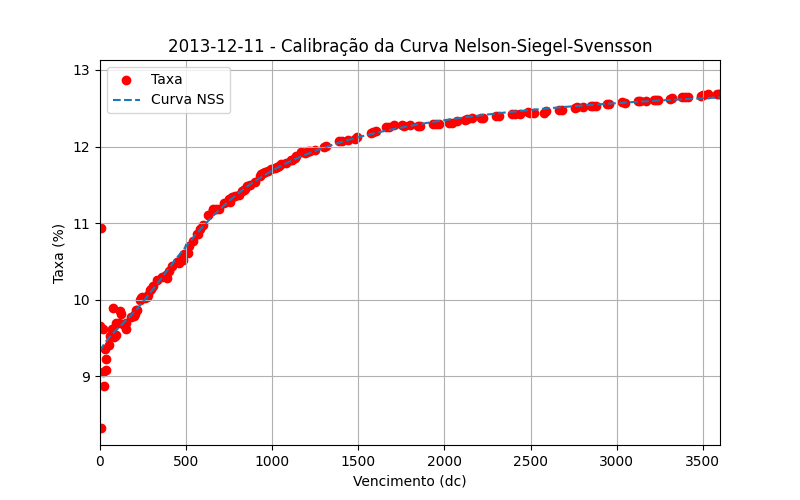 2013-12-11 - Calibração da Curva Nelson-Siegel-Svensson
Taxa
Curva NSS
Taxa (%)
13
12
11
10
9
0 500 1000 1500 2000 2500 3000 3500
Vencimento (dc)